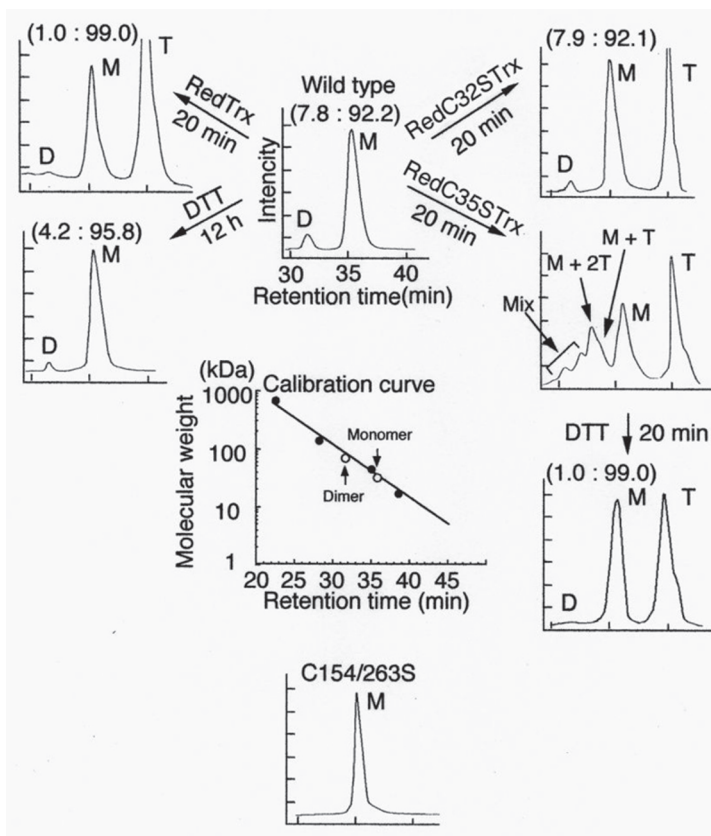 (1.0 : 99.0)
T
M
D
RedTrx
20 min
Wild type
(7.8 : 92.2)
M
D
Intencity
30 35 40
Retention time(min)
RedC32STrx
20 min
(7.9 : 92.1)
M
T
D
DTT
12 h
(4.2 : 95.8)
M
D
RedC35STrx
20 min
M + T
M + 2T
T
M
Mix
(kDa)
Calibration curve
1000
100
10
1
Molecular weight
Monomer
Dimer
20 25 30 35 40 45
Retention time (min)
DTT
20 min
(1.0 : 99.0)
M
T
D
C154/263S
M